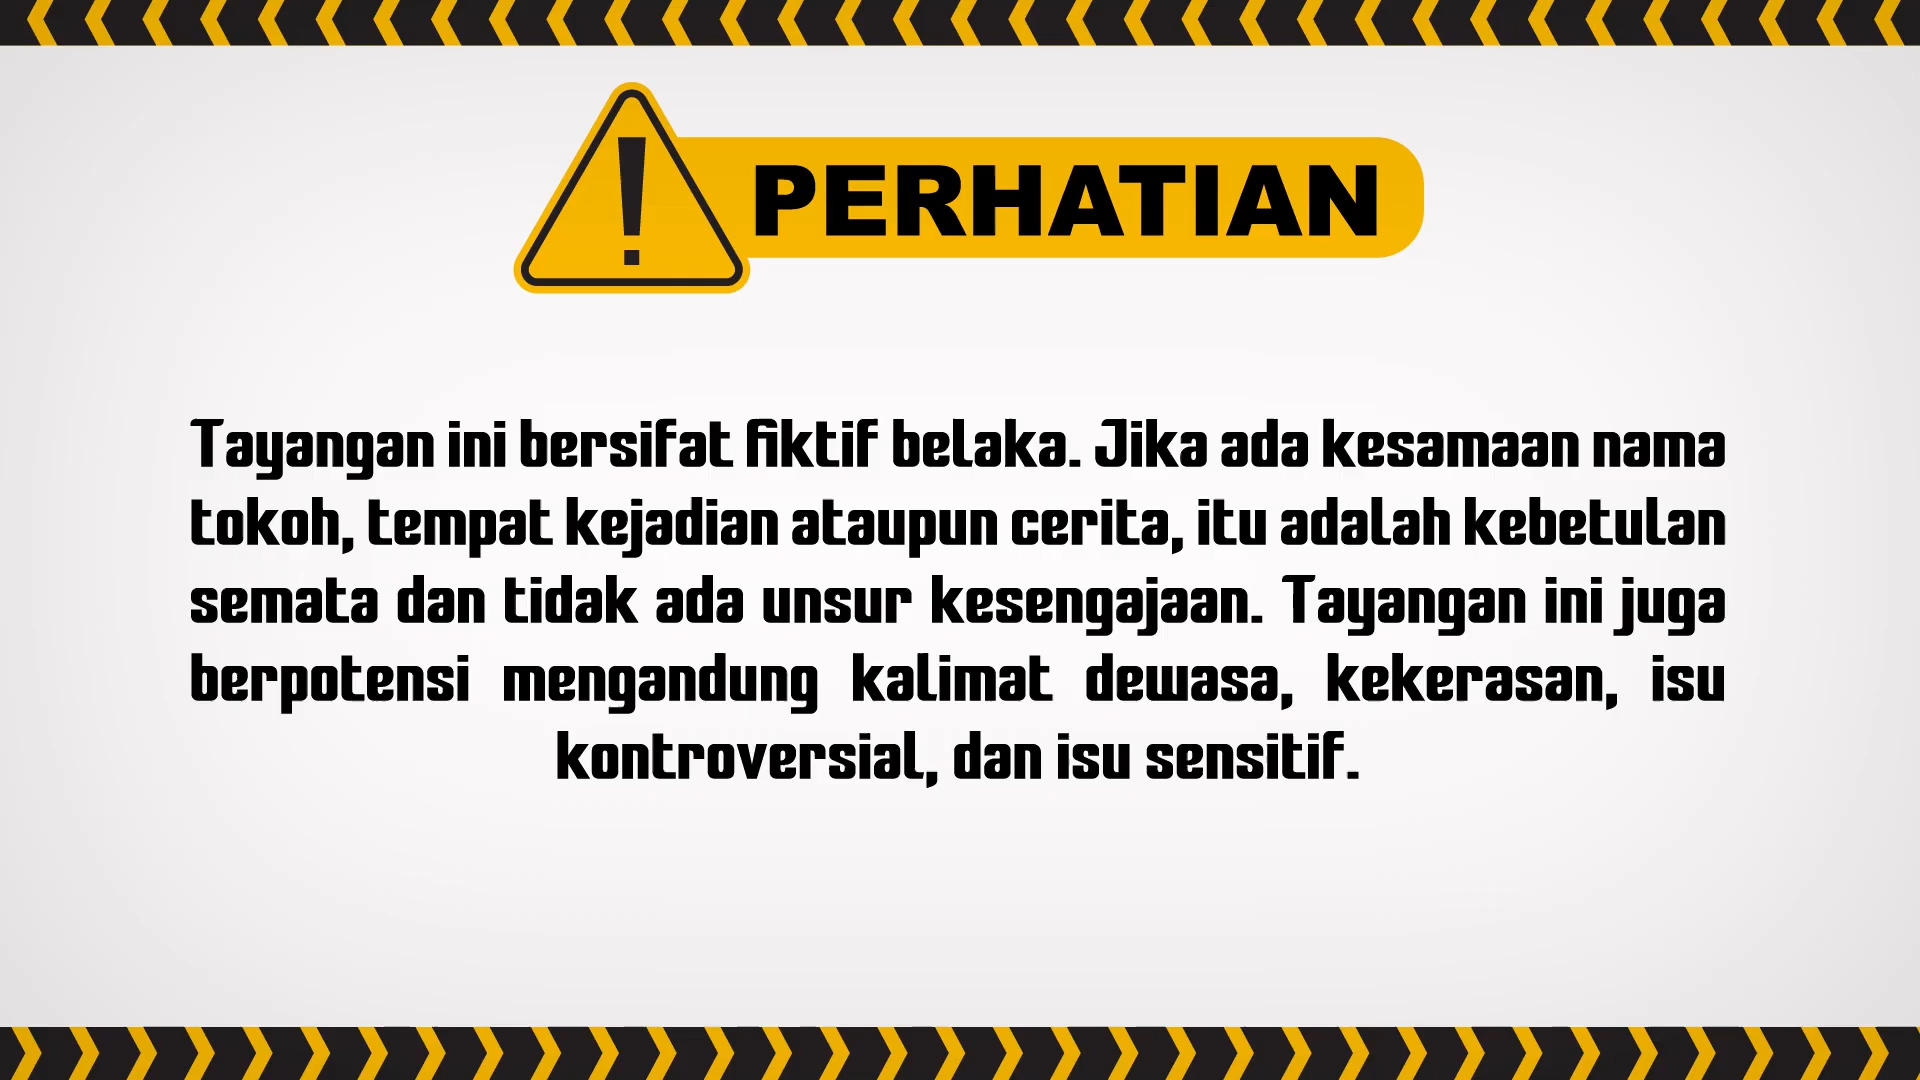 !
PERHATIAN
Tayangan ini bersifat fiktif belaka. Jika ada kesamaan nama
tokoh, tempat kejadian ataupun cerita, itu adalah kebetulan
semata dan tidak ada unsur kesengajaan. Tayangan ini juga
berpotensi mengandung kalimat dewasa, kekerasan, isu
kontroversial, dan isu sensitif.